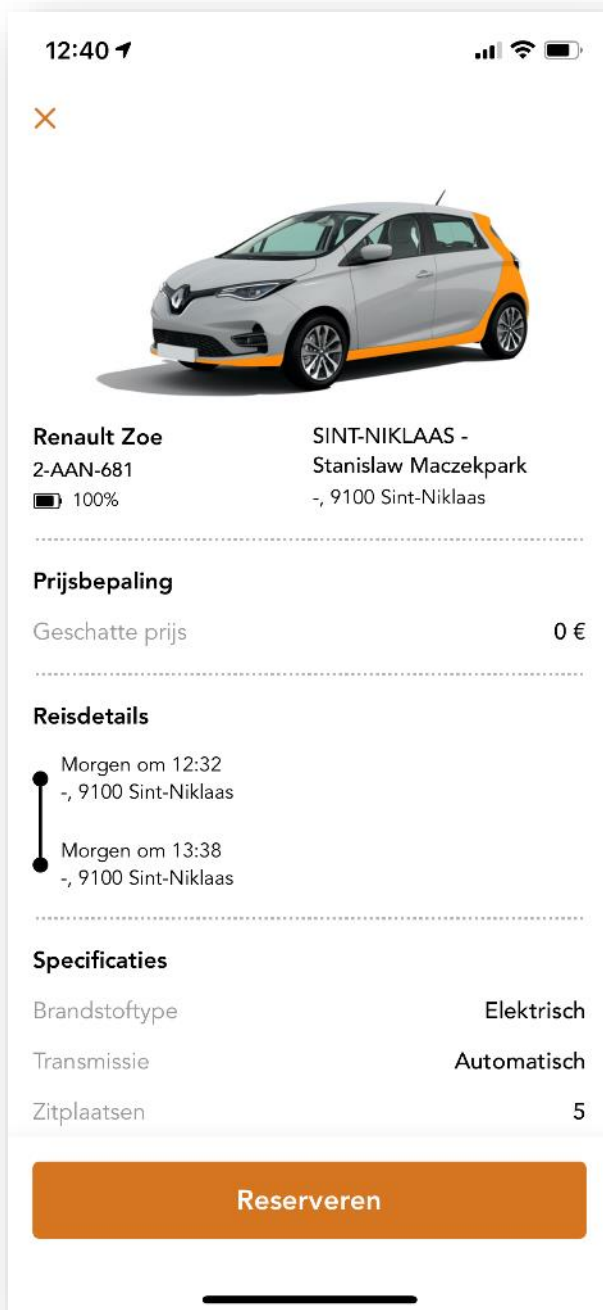 12:40
Renault Zoe
2-AAN-681
100%
SINT-NIKLAAS -
Stanislaw Maczekpark
-, 9100 Sint-Niklaas
Prijsbepaling
Geschatte prijs 0 €
Reisdetails
Morgen om 12:32
-, 9100 Sint-Niklaas
Morgen om 13:38
-, 9100 Sint-Niklaas
Specificaties
Brandstoftype Elektrisch
Transmissie Automatisch
Zitplaatsen 5
Reserveren